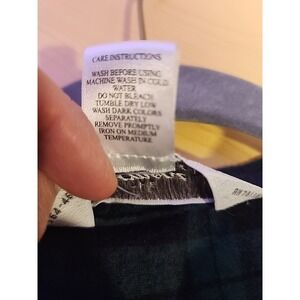 CARE INSTRUCTIONS
WASH BEFORE USING
MACHINE WASH IN COLD
WATER
DO NOT BLEACH
TUMBLE DRY LOW
WASH DARK COLORS
SEPARATELY
REMOVE PROMPTLY
IRON ON MEDIUM
TEMPERATURE